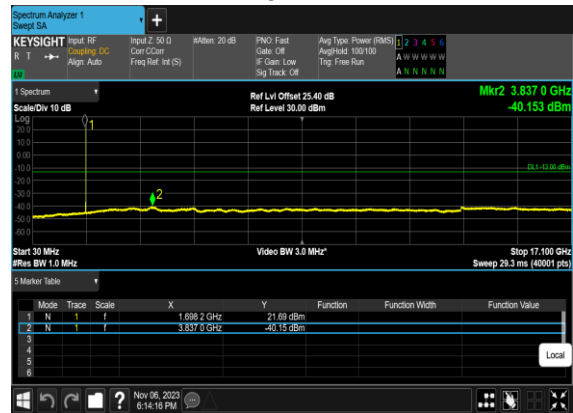 Spectrum Analyzer 1
Swept SA
+
KEYSIGHT Input: RF Input Z: 50 Ω #Atten: 20 dB PNO: Fast Avg Type: Power (RMS) 1 2 3 4 5 6
R T Coupling: DC Corr CCorr Gate: Off Avg|Hold: 100/100 A W W W W W
Align: Auto Freq Ref: Int (S) IF Gain: Low Trig: Free Run
LXI Sig Track: Off A N N N N N
1 Spectrum Ref Lvl Offset 25.40 dB Mkr2 3.837 0 GHz
Scale/Div 10 dB Ref Level 30.00 dBm -40.153 dBm
Log
1
20.0
10.0
0.00
-10.0
DL1 -13.00 dBm
-20.0
-30.0
2
-40.0
-50.0
-60.0
Start 30 MHz Video BW 3.0 MHz* Stop 17.100 GHz
#Res BW 1.0 MHz Sweep 29.3 ms (40001 pts)
5 Marker Table
Mode Trace Scale X Y Function Function Width Function Value
1 N 1 f 1.698 2 GHz 21.69 dBm
2 N 1 f 3.837 0 GHz -40.15 dBm
3
4
5
6
Local
? Nov 06, 2023
6:14:16 PM